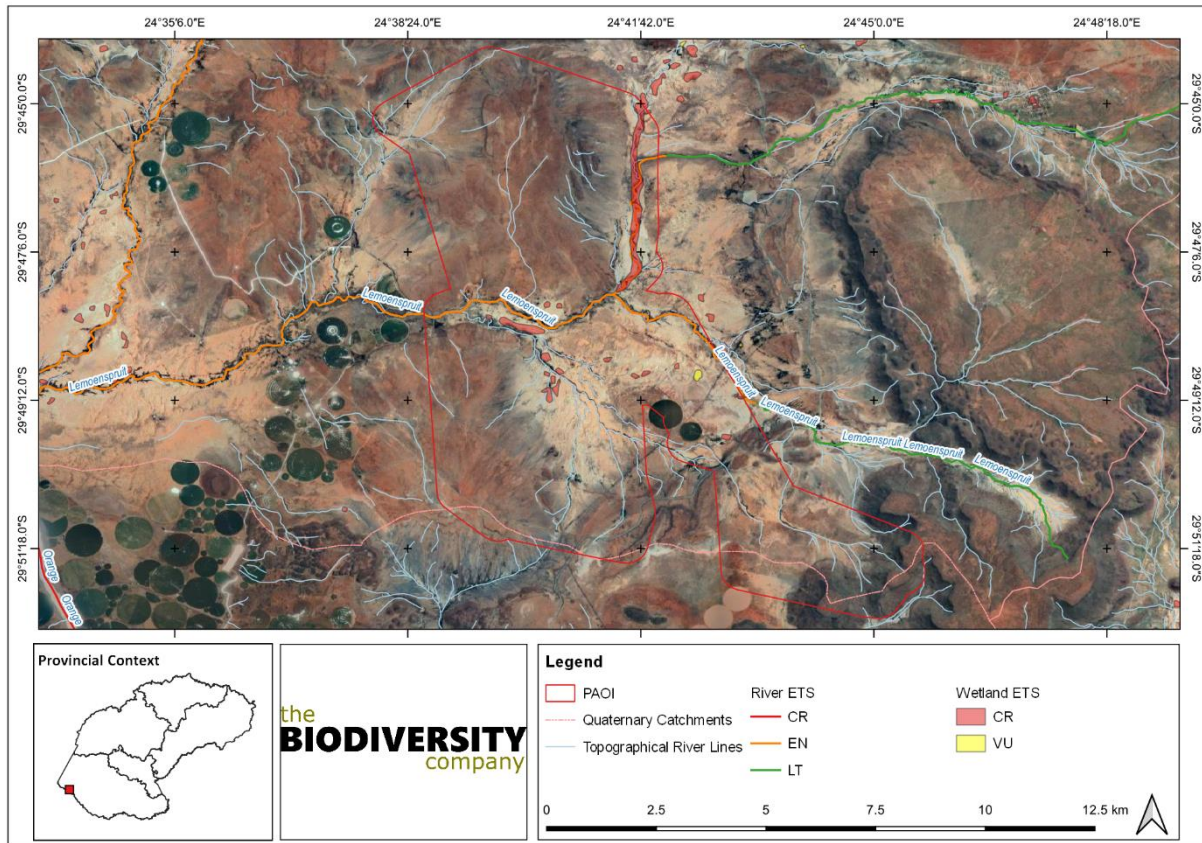 24°35'6.0"E 24°38'24.0"E 24°41'42.0"E 24°45'0.0"E 24°48'18.0"E
29°45'0.0"S 29°45'0.0"S
29°47'6.0"S 29°47'6.0"S
Lemoenspruit
Lemoenspruit
Lemoenspruit
Lemoenspruit
29°49'12.0"S 29°49'12.0"S
Lemoenspruit
Lemoenspruit Lemoenspruit
Lemoenspruit
29°51'18.0"S 29°51'18.0"S
Orange
Orange
Provincial Context
the
BIODIVERSITY
company
Legend
PAOI
Quaternary Catchments
Topographical River Lines
River ETS
CR
EN
LT
Wetland ETS
CR
VU
0 2.5 5 7.5 10 12.5 km